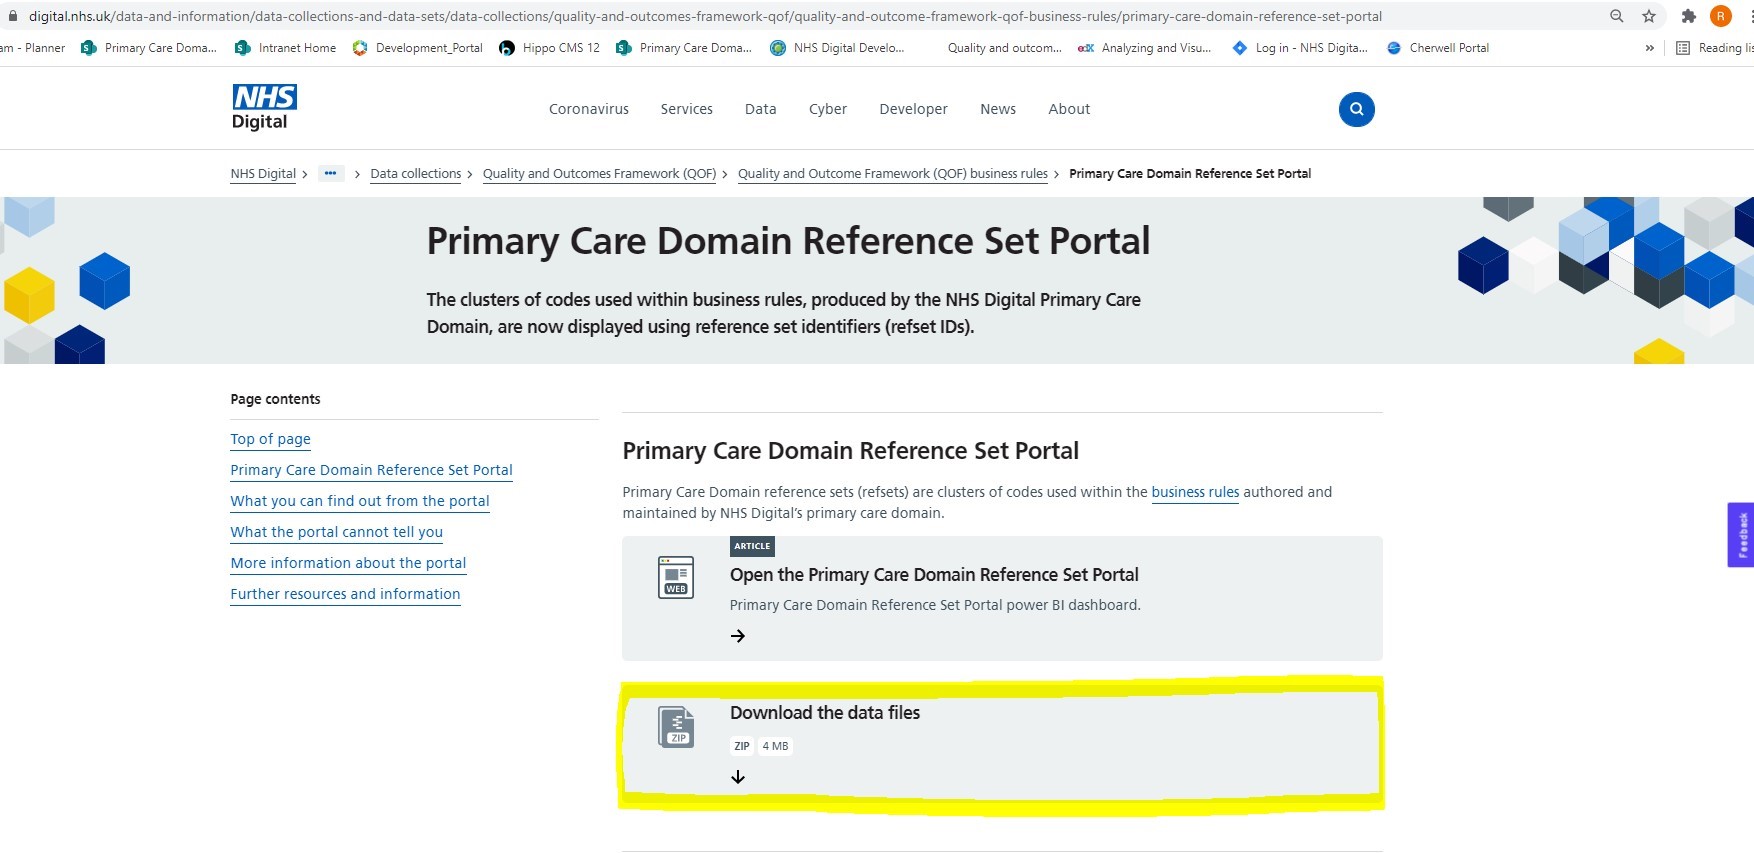 digital.nhs.uk/data-and-information/data-collections-and-data-sets/data-collections/quality-and-outcomes-framework-qof/quality-and-outcome-framework-qof-business-rules/primary-care-domain-reference-set-portal
R
am - Planner Primary Care Doma... Intranet Home Development_Portal Hippo CMS 12 Primary Care Doma... NHS Digital Develo... Quality and outcom... edX Analyzing and Visu... Log in - NHS Digita... Cherwell Portal » Reading lis
NHS
Digital
Coronavirus Services Data Cyber Developer News About
NHS Digital > ••• > Data collections > Quality and Outcomes Framework (QOF) > Quality and Outcome Framework (QOF) business rules > Primary Care Domain Reference Set Portal
Primary Care Domain Reference Set Portal
The clusters of codes used within business rules, produced by the NHS Digital Primary Care
Domain, are now displayed using reference set identifiers (refset IDs).
Page contents
Top of page
Primary Care Domain Reference Set Portal
What you can find out from the portal
What the portal cannot tell you
More information about the portal
Further resources and information
Primary Care Domain Reference Set Portal
Primary Care Domain reference sets (refsets) are clusters of codes used within the business rules authored and
maintained by NHS Digital's primary care domain.
ARTICLE
WEB
Open the Primary Care Domain Reference Set Portal
Primary Care Domain Reference Set Portal power BI dashboard.
Download the data files
ZIP
ZIP 4 MB
Feedback